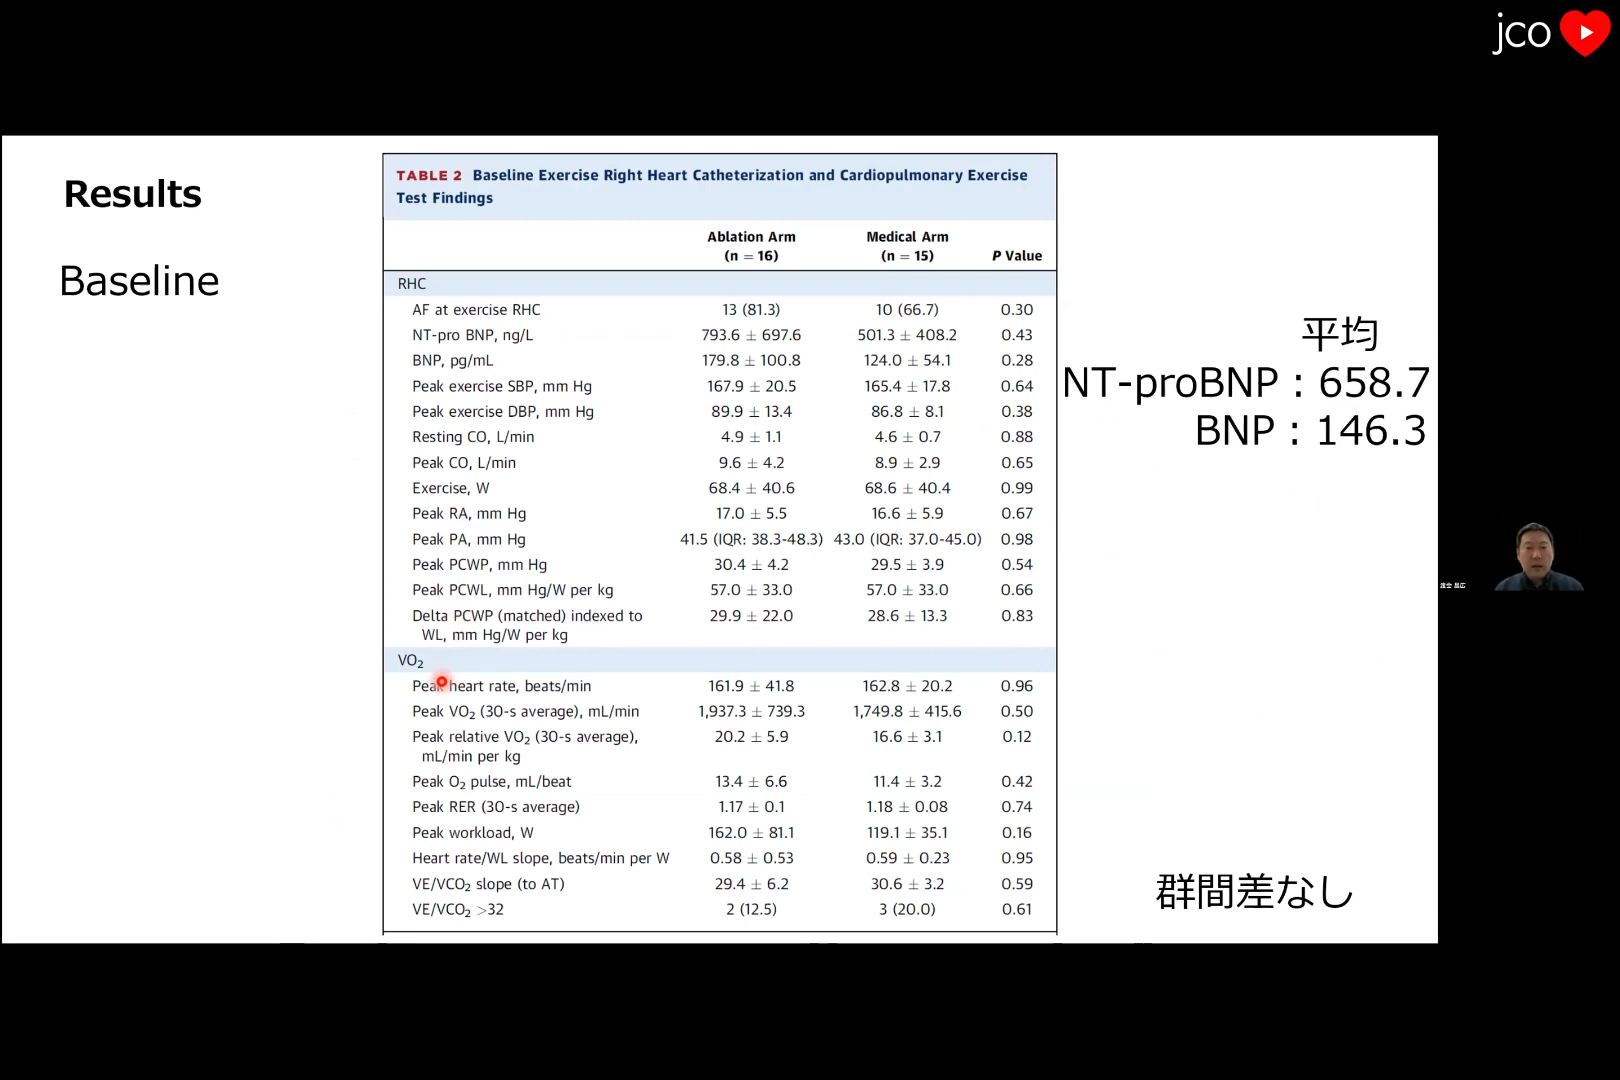 jco
Results
Baseline
TABLE 2 Baseline Exercise Right Heart Catheterization and Cardiopulmonary Exercise
Test Findings
Ablation Arm (n = 16) Medical Arm (n = 15) P Value
RHC
AF at exercise RHC 13 (81.3) 10 (66.7) 0.30
NT-pro BNP, ng/L 793.6 ± 697.6 501.3 ± 408.2 0.43
BNP, pg/mL 179.8 ± 100.8 124.0 ± 54.1 0.28
Peak exercise SBP, mm Hg 167.9 ± 20.5 165.4 ± 17.8 0.64
Peak exercise DBP, mm Hg 89.9 ± 13.4 86.8 ± 8.1 0.38
Resting CO, L/min 4.9 ± 1.1 4.6 ± 0.7 0.88
Peak CO, L/min 9.6 ± 4.2 8.9 ± 2.9 0.65
Exercise, W 68.4 ± 40.6 68.6 ± 40.4 0.99
Peak RA, mm Hg 17.0 ± 5.5 16.6 ± 5.9 0.67
Peak PA, mm Hg 41.5 (IQR: 38.3-48.3) 43.0 (IQR: 37.0-45.0) 0.98
Peak PCWP, mm Hg 30.4 ± 4.2 29.5 ± 3.9 0.54
Peak PCWL, mm Hg/W per kg 57.0 ± 33.0 57.0 ± 33.0 0.66
Delta PCWP (matched) indexed to 29.9 ± 22.0 28.6 ± 13.3 0.83
WL, mm Hg/W per kg
VO₂
Peak heart rate, beats/min 161.9 ± 41.8 162.8 ± 20.2 0.96
Peak VO₂ (30-s average), mL/min 1,937.3 ± 739.3 1,749.8 ± 415.6 0.50
Peak relative VO₂ (30-s average), 20.2 ± 5.9 16.6 ± 3.1 0.12
mL/min per kg
Peak O₂ pulse, mL/beat 13.4 ± 6.6 11.4 ± 3.2 0.42
Peak RER (30-s average) 1.17 ± 0.1 1.18 ± 0.08 0.74
Peak workload, W 162.0 ± 81.1 119.1 ± 35.1 0.16
Heart rate/WL slope, beats/min per W 0.58 ± 0.53 0.59 ± 0.23 0.95
VE/VCO₂ slope (to AT) 29.4 ± 6.2 30.6 ± 3.2 0.59
VE/VCO₂ >32 2 (12.5) 3 (20.0) 0.61
平均
NT-proBNP：658.7
BNP：146.3
群間差なし